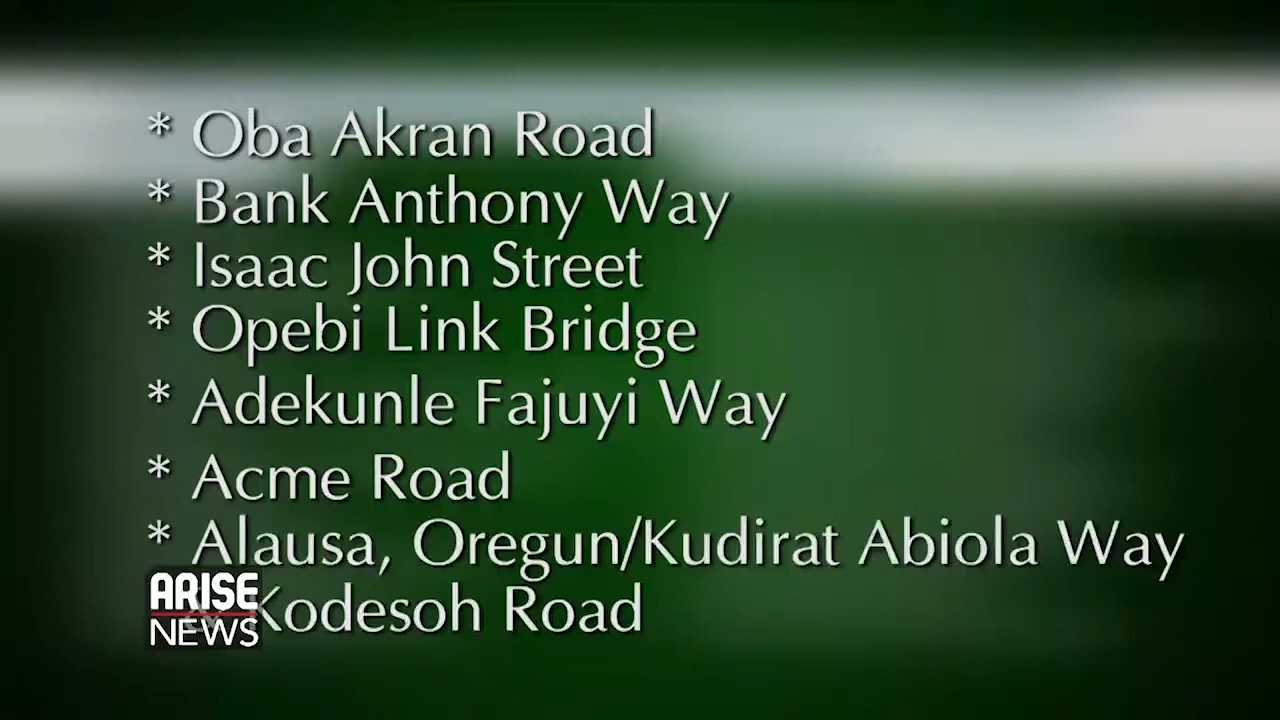 * Oba Akran Road
* Bank Anthony Way
* Isaac John Street
* Opebi Link Bridge
* Adekunle Fajuyi Way
* Acme Road
* Alausa, Oregun/Kudirat Abiola Way
& Kodesoh Road
ARISE
NEWS